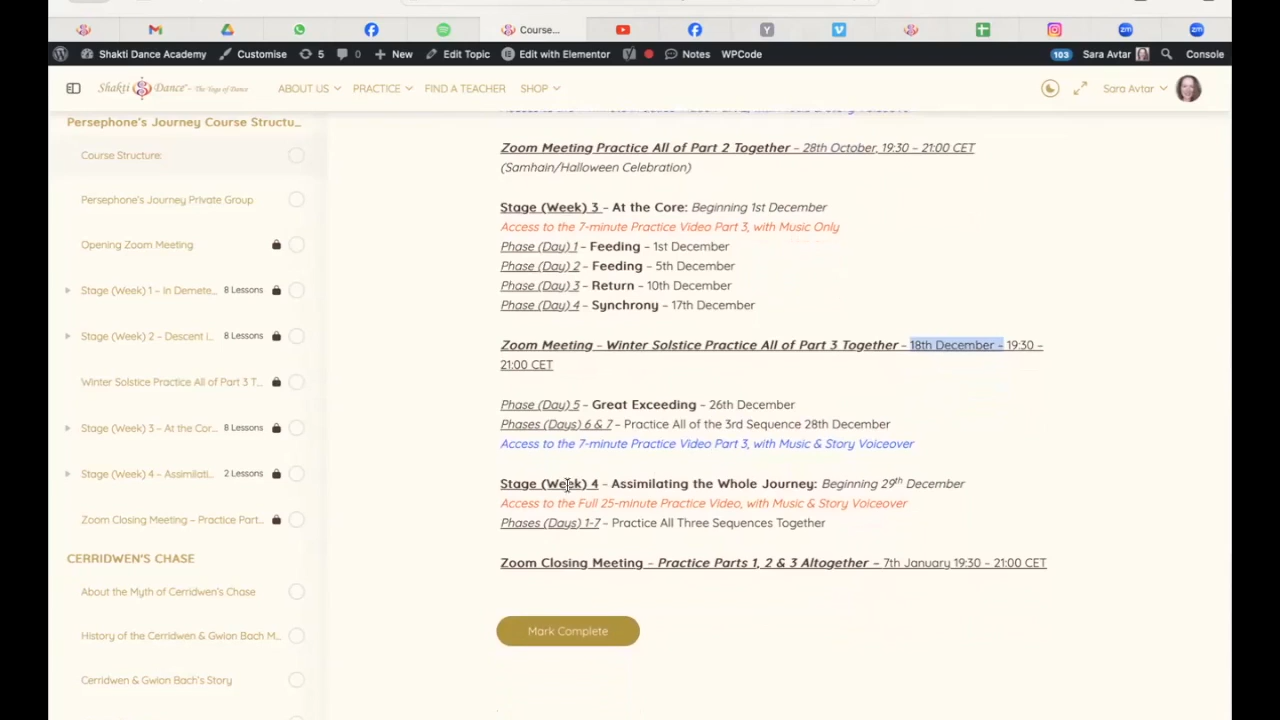 Course...
Shakti Dance Academy Customise 5 0 New Edit Topic Edit with Elementor Notes WPCode 103 Sara Avtar Console
Shakti Dance™ - The Yoga of Dance ABOUT US PRACTICE FIND A TEACHER SHOP Sara Avtar
Persephone's Journey Course Structu...
Course Structure:
Persephone's Journey Private Group
Opening Zoom Meeting
Stage (Week) 1 – In Demete... 8 Lessons
Stage (Week) 2 – Descent i... 8 Lessons
Winter Solstice Practice All of Part 3 T...
Stage (Week) 3 – At the Cor... 8 Lessons
Stage (Week) 4 – Assimilati... 2 Lessons
Zoom Closing Meeting – Practice Part...
CERRIDWEN'S CHASE
About the Myth of Cerridwen's Chase
History of the Cerridwen & Gwion Bach M...
Cerridwen & Gwion Bach's Story
Zoom Meeting Practice All of Part 2 Together – 28th October, 19:30 – 21:00 CET
(Samhain/Halloween Celebration)
Stage (Week) 3 – At the Core: Beginning 1st December
Access to the 7-minute Practice Video Part 3, with Music Only
Phase (Day) 1 – Feeding – 1st December
Phase (Day) 2 – Feeding – 5th December
Phase (Day) 3 – Return – 10th December
Phase (Day) 4 – Synchrony – 17th December
Zoom Meeting – Winter Solstice Practice All of Part 3 Together – 18th December – 19:30 –
21:00 CET
Phase (Day) 5 – Great Exceeding – 26th December
Phases (Days) 6 & 7 – Practice All of the 3rd Sequence 28th December
Access to the 7-minute Practice Video Part 3, with Music & Story Voiceover
Stage (Week) 4 – Assimilating the Whole Journey: Beginning 29th December
Access to the Full 25-minute Practice Video, with Music & Story Voiceover
Phases (Days) 1-7 – Practice All Three Sequences Together
Zoom Closing Meeting – Practice Parts 1, 2 & 3 Altogether – 7th January 19:30 – 21:00 CET
Mark Complete